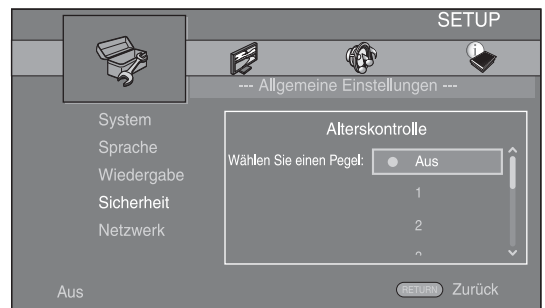 SETUP
--- Allgemeine Einstellungen ---
System
Sprache
Wiedergabe
Sicherheit
Netzwerk
Alterskontrolle
Wählen Sie einen Pegel:
Aus
1
2
Aus
RETURN Zurück